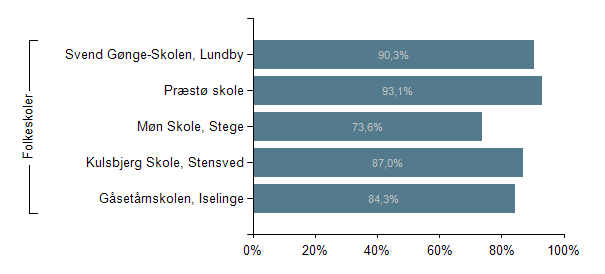 Folkeskoler
Svend Gønge-Skolen, Lundby 90,3%
Præstø skole 93,1%
Møn Skole, Stege 73,6%
Kulsbjerg Skole, Stensved 87,0%
Gåsetårnskolen, Iselinge 84,3%
0% 20% 40% 60% 80% 100%